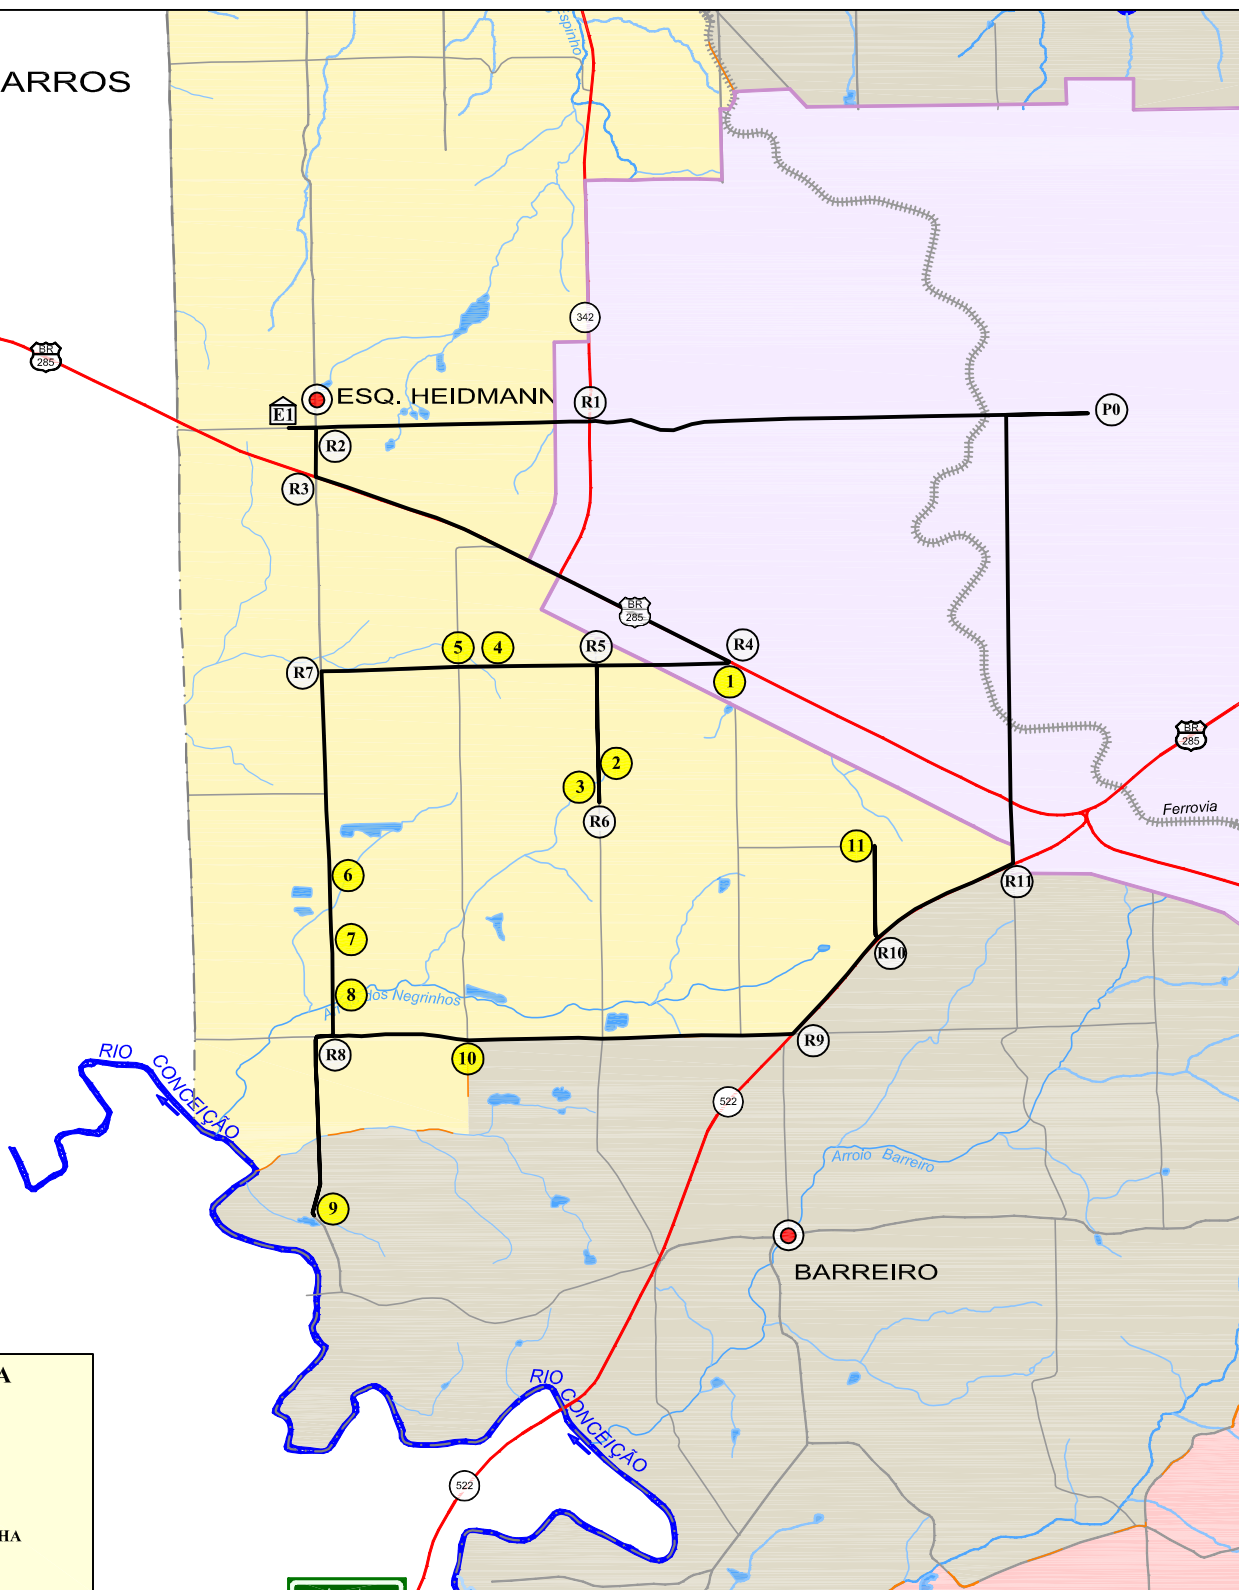 Espinho
ARROS
342
BR
285
ESQ. HEIDMANN
E1
R1
P0
R2
R3
BR
285
R5
R4
5
4
R7
1
BR
285
2
3
Ferrovia
R6
11
6
R11
7
R10
8
dos Negrinhos
R9
RIO
CONCEIÇÃO
R8
10
522
Arroio Barreiro
9
BARREIRO
A
RIO
CONCEIÇÃO
522
HA